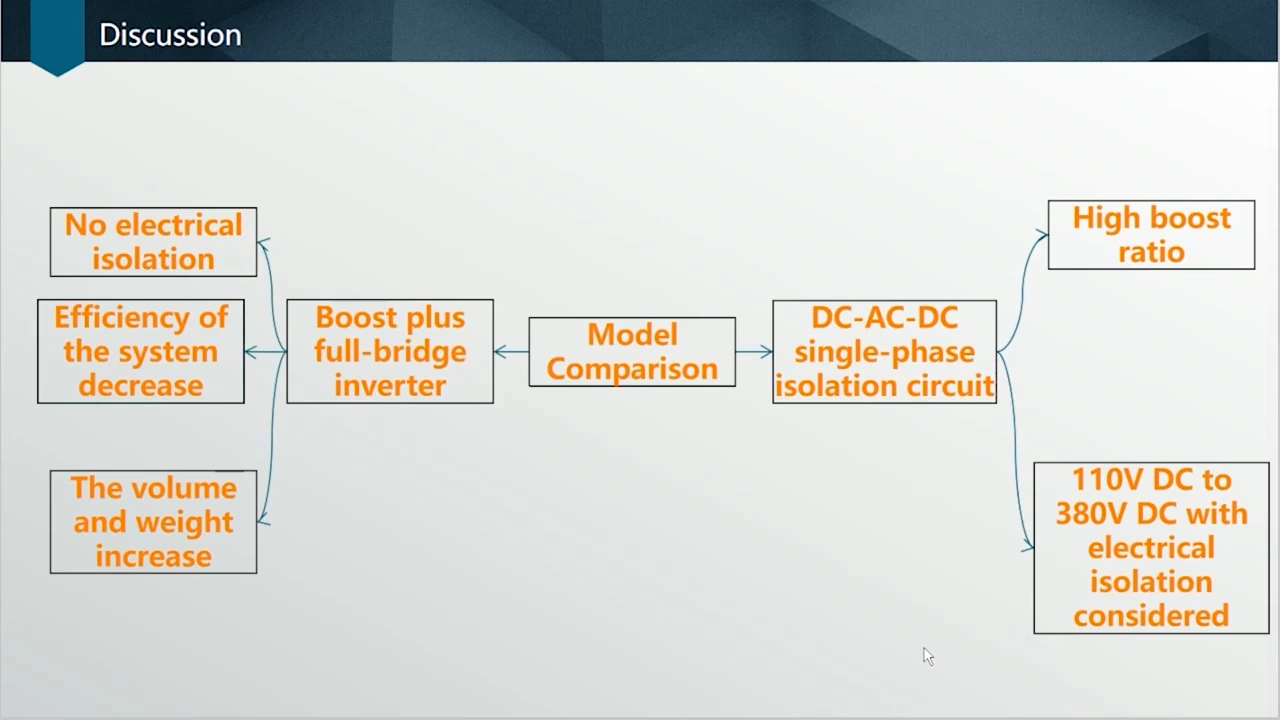 Discussion
No electrical
isolation
Efficiency of
the system
decrease
The volume
and weight
increase
Boost plus
full-bridge
inverter
Model
Comparison
DC-AC-DC
single-phase
isolation circuit
High boost
ratio
110V DC to
380V DC with
electrical
isolation
considered